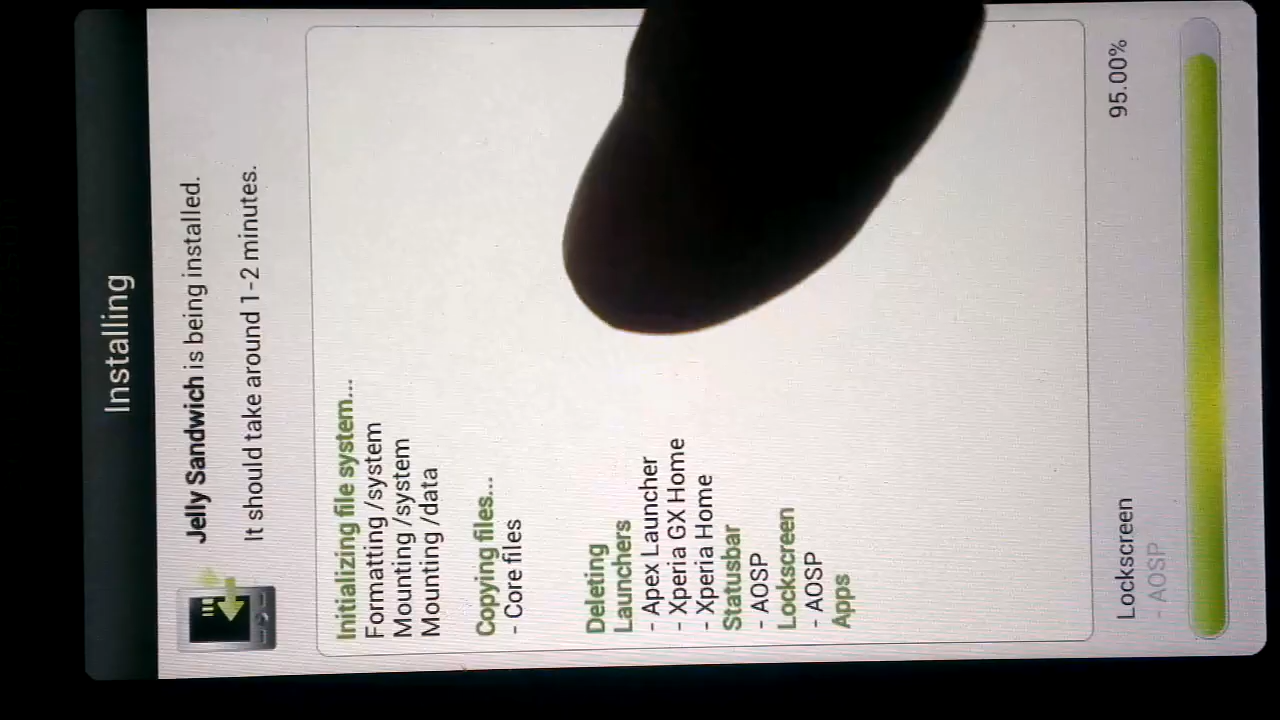 Installing
Jelly Sandwich is being installed.
It should take around 1-2 minutes.
Initializing file system...
Formatting /system
Mounting /system
Mounting /data
Copying files...
- Core files
Deleting
Launchers
- Apex Launcher
- Xperia GX Home
- Xperia Home
Statusbar
- AOSP
Lockscreen
- AOSP
Apps
Lockscreen 95.00%
- AOSP